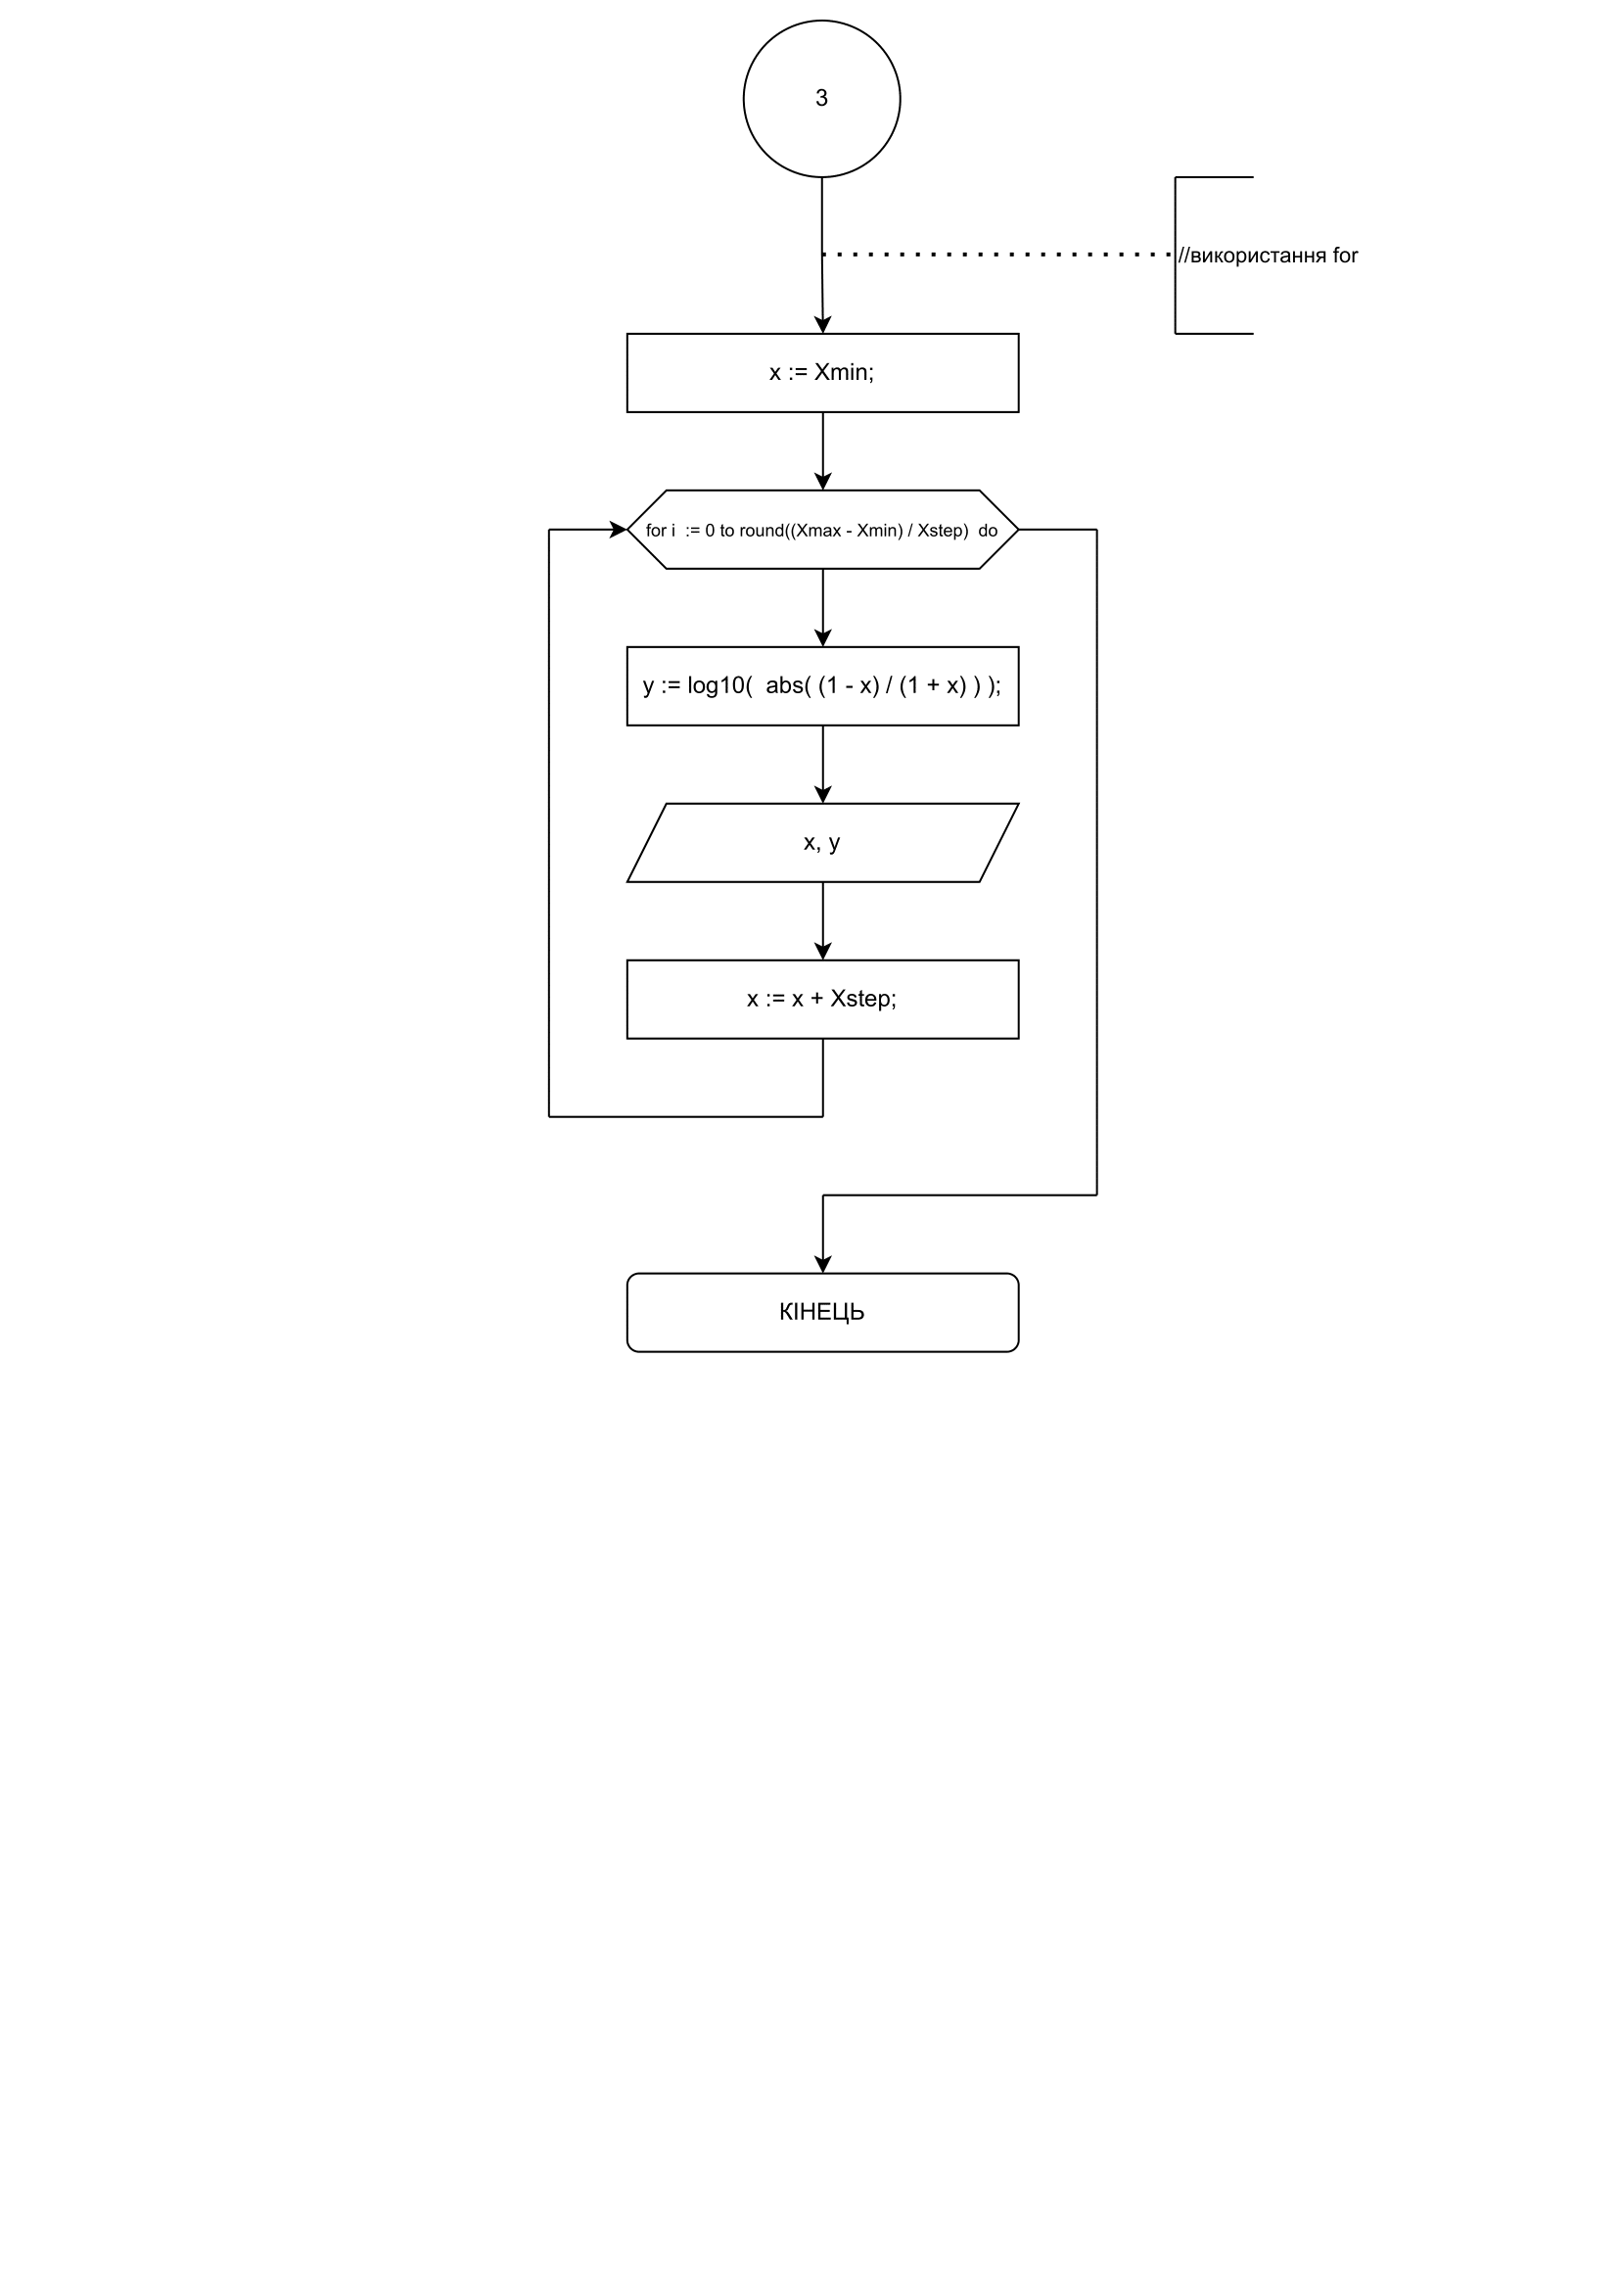 3
//використання for
x := Xmin;
for i  := 0 to round((Xmax - Xmin) / Xstep)  do
y := log10(  abs( (1 - x) / (1 + x) ) );
x, y
x := x + Xstep;
КІНЕЦЬ